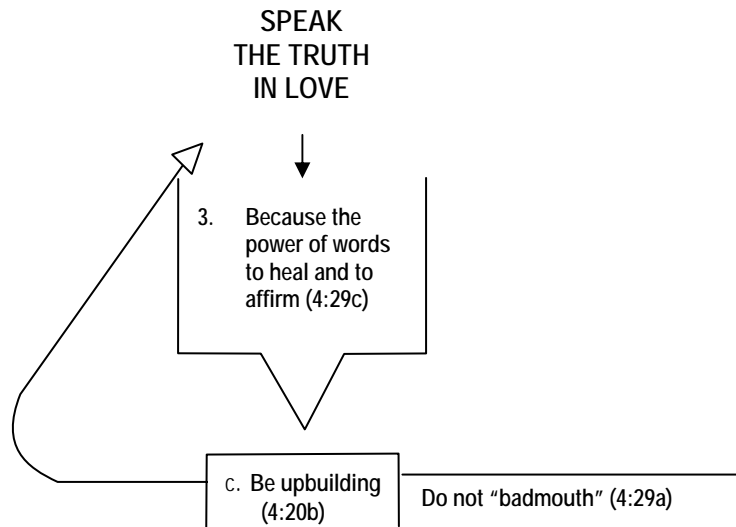 SPEAK
THE TRUTH
IN LOVE
3. Because the
power of words
to heal and to
affirm (4:29c)
c. Be upbuilding
(4:20b)
Do not “badmouth” (4:29a)